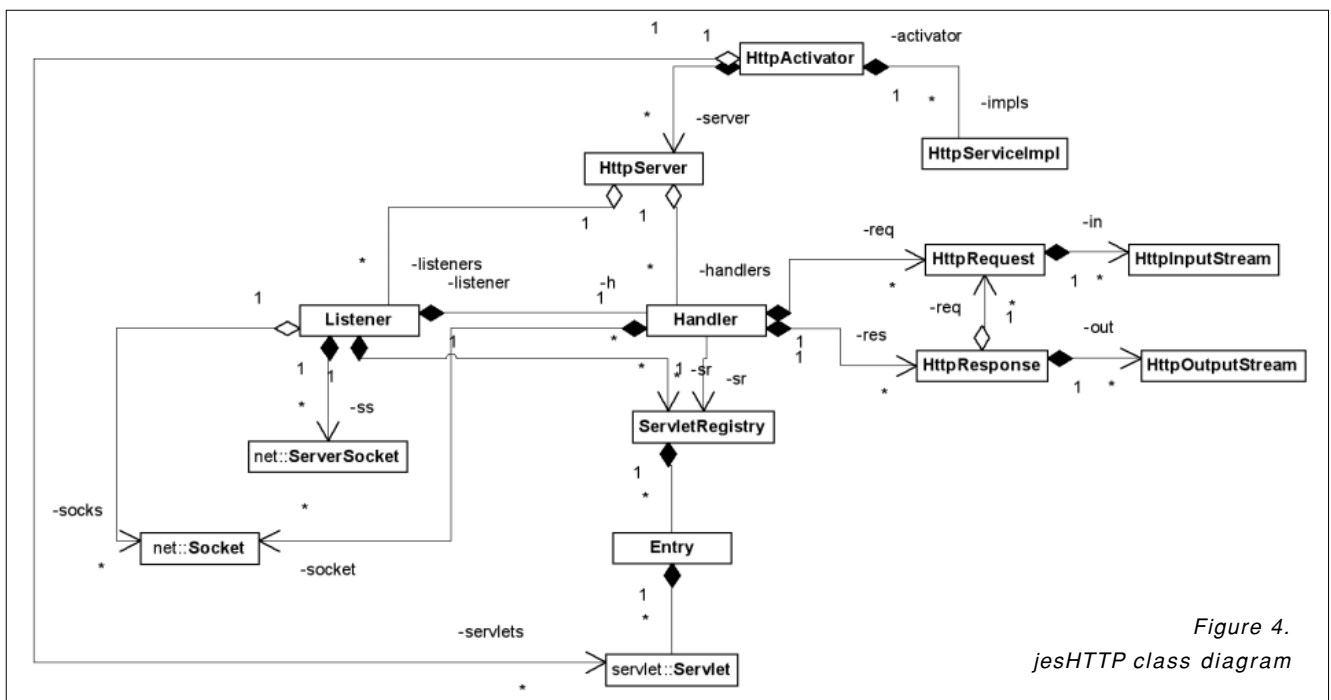 1 1 -activator
HttpActivator
1 * -impls
* -server
HttpServiceImpl
HttpServer
1 1
* -listeners * -handlers
-listener -h
1 1
Listener Handler
-req -in
HttpRequest HttpInputStream
* 1 *
-req * 1
1 1 -res -out
HttpResponse HttpOutputStream
* 1 *
1 1 1 * * 1 * -sr -sr
* -ss
ServletRegistry
net::ServerSocket
1 *
-socks *
net::Socket
* -socket
Entry
1 *
-servlets
servlet::Servlet
*
Figure 4.
jesHTTP class diagram